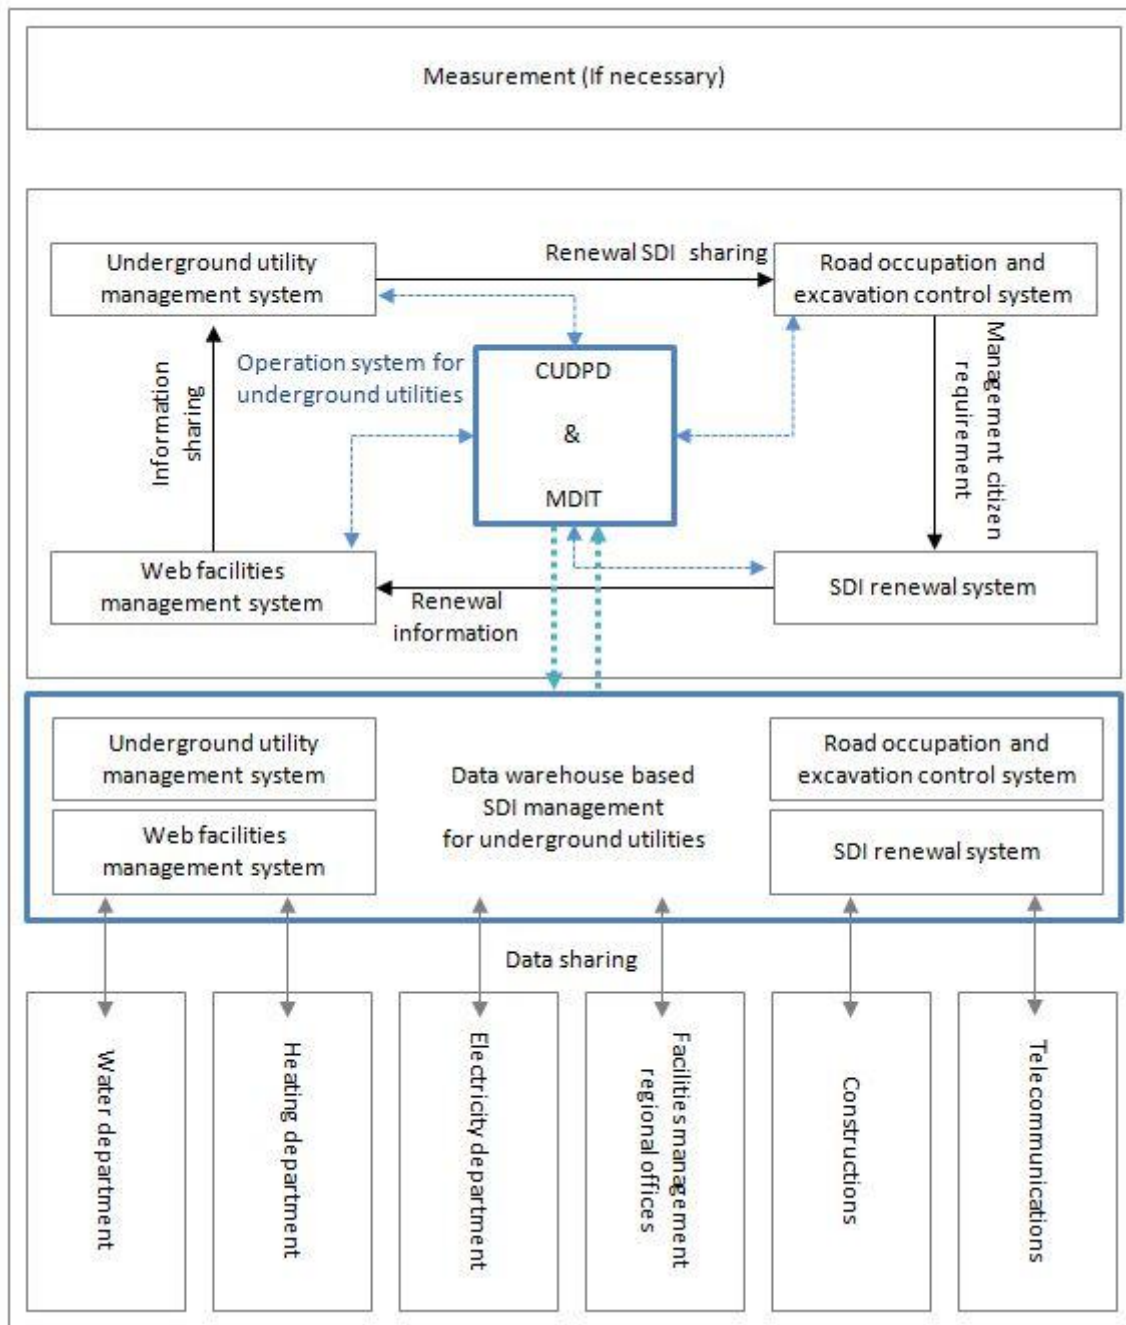 Measurement (If necessary)
Underground utility
management system
Renewal SDI sharing
Road occupation and
excavation control system
Operation system for
underground utilities
CUDPD
&
MDIT
Information
sharing
Management citizen
requirement
Web facilities
management system
Renewal
information
SDI renewal system
Underground utility
management system
Web facilities
management system
Data warehouse based
SDI management
for underground utilities
Road occupation and
excavation control system
SDI renewal system
Data sharing
Water department
Heating department
Electricity department
Facilities management
regional offices
Constructions
Telecommunications